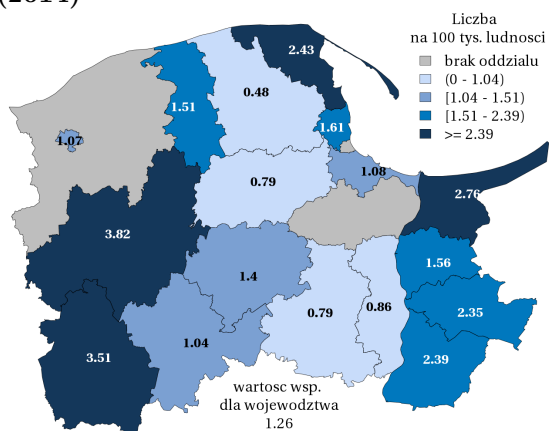 (2014)
Liczba
na 100 tys. ludnosci
brak oddzialu
(0 - 1.04)
[1.04 - 1.51)
[1.51 - 2.39)
>= 2.39
2.43
0.48
1.51
1.61
1.07
1.08
0.79
2.76
3.82
1.56
1.4
0.79
0.86
2.35
1.04
3.51
2.39
wartosc wsp.
dla wojewodztwa
1.26